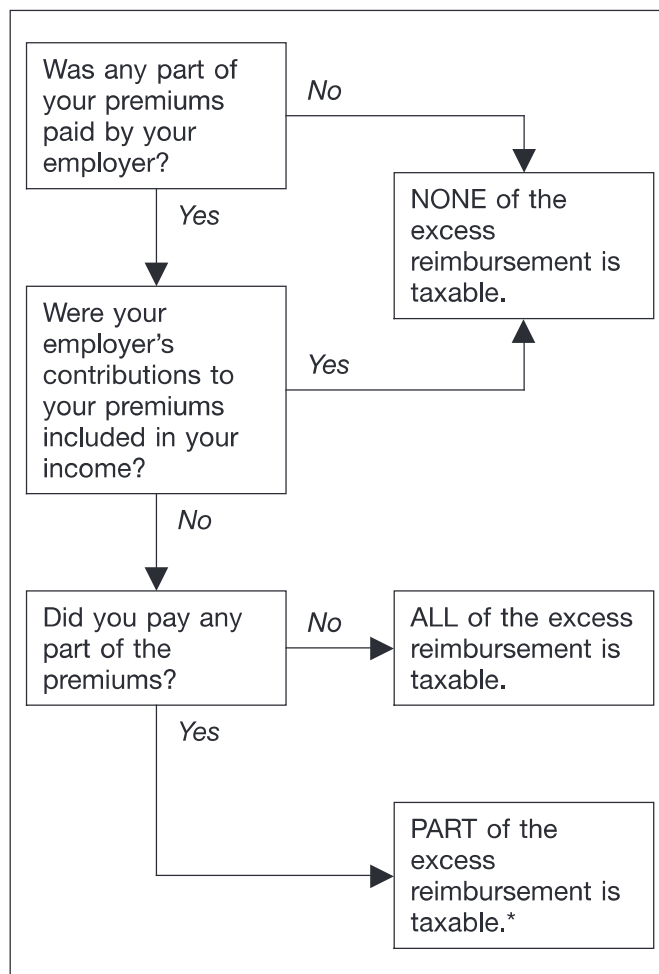 Was any part of
your premiums
paid by your
employer?
No
NONE of the
excess
reimbursement is
taxable.
Yes
Were your
employer’s
contributions to
your premiums
included in your
income?
Yes
No
Did you pay any
part of the
premiums?
No
ALL of the excess
reimbursement is
taxable.
Yes
PART of the
excess
reimbursement is
taxable.*